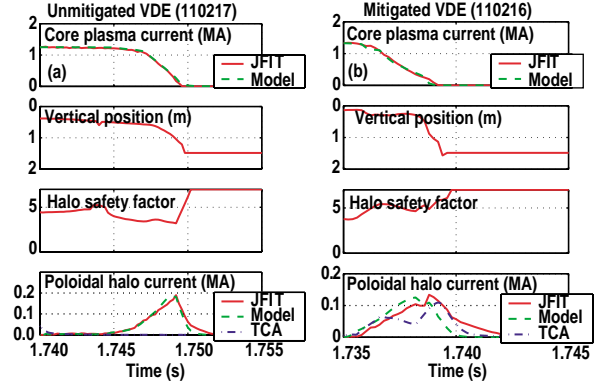 Unmitigated VDE (110217)
2
Core plasma current (MA)
1
(a)
JFIT
Model
0
0
Vertical position (m)
1
2
Halo safety factor
5
0
Poloidal halo current (MA)
0.2
0.1
0.0
JFIT
Model
TCA
1.740
1.745
1.750
1.755
Time (s)
Mitigated VDE (110216)
2
Core plasma current (MA)
1
(b)
JFIT
Model
0
0
Vertical position (m)
1
2
Halo safety factor
5
0
Poloidal halo current (MA)
0.2
0.1
0
JFIT
Model
TCA
1.735
1.740
1.745
Time (s)